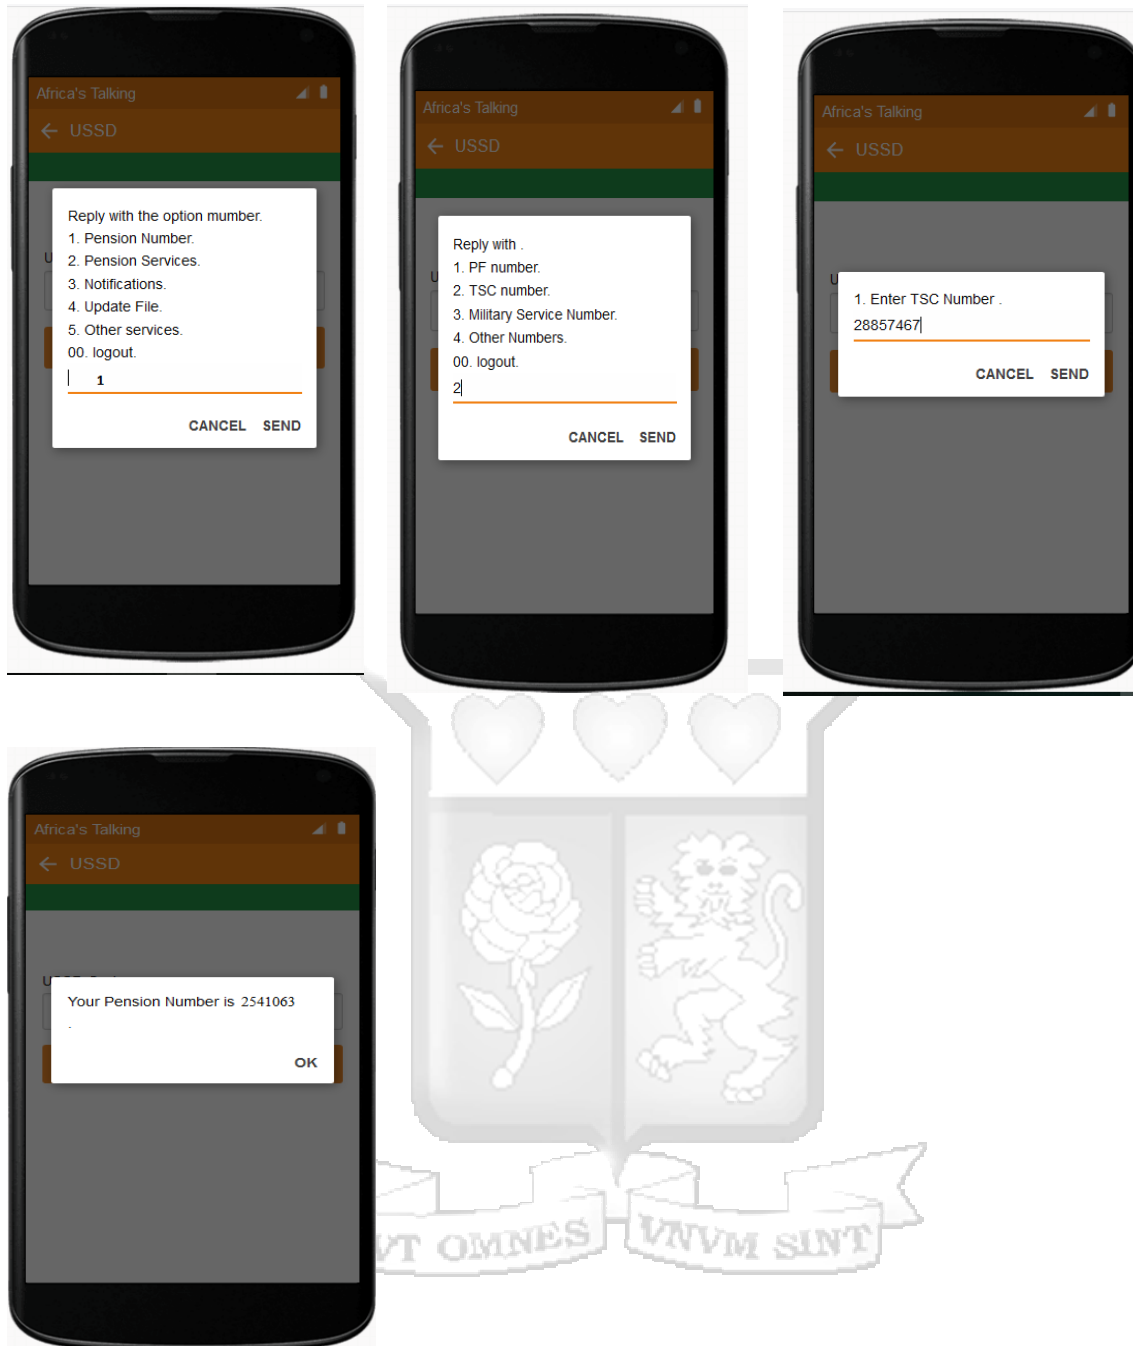 Africa's Talking
USSD
Reply with the option mumber.
1. Pension Number.
2. Pension Services.
3. Notifications.
4. Update File.
5. Other services.
00. logout.
1
CANCEL SEND
Africa's Talking
USSD
Reply with .
1. PF number.
2. TSC number.
3. Military Service Number.
4. Other Numbers.
00. logout.
2
CANCEL SEND
Africa's Talking
USSD
1. Enter TSC Number .
28857467
CANCEL SEND
Africa's Talking
USSD
Your Pension Number is 2541063
.
OK
VT OMNES VNVM SINT